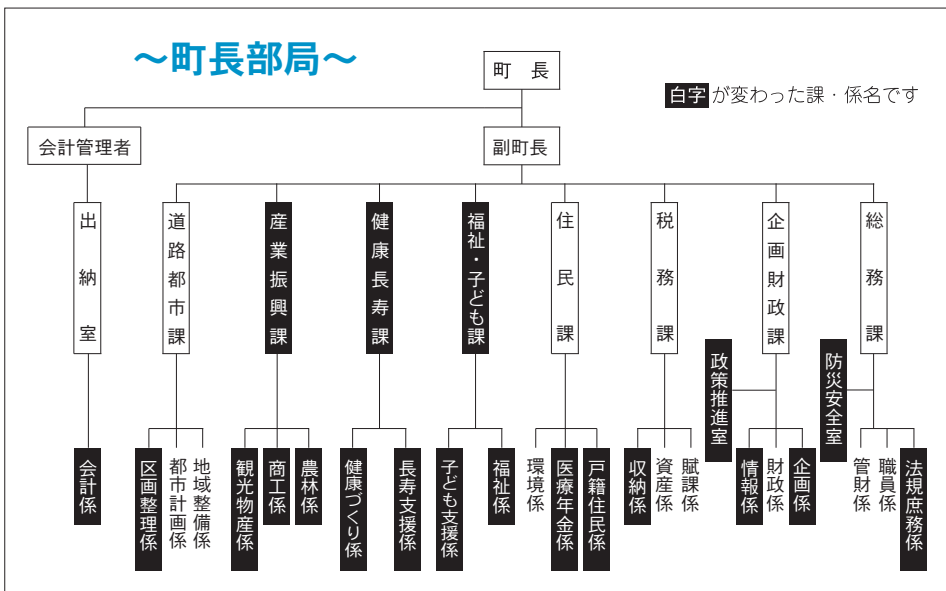 ～町長部局～
町長
白字が変わった課・係名です
会計管理者
副町長
出納室
道路都市課
産業振興課
健康長寿課
福祉・子ども課
住民課
税務課
企画財政課
総務課
政策推進室
防災安全室
会計係
区画整理係
都市計画係
地域整備係
観光物産係
商工係
農林係
健康づくり係
長寿支援係
子ども支援係
福祉係
環境係
医療年金係
戸籍住民係
収納係
資産係
賦課係
情報係
財政係
企画係
管財係
職員係
法規庶務係